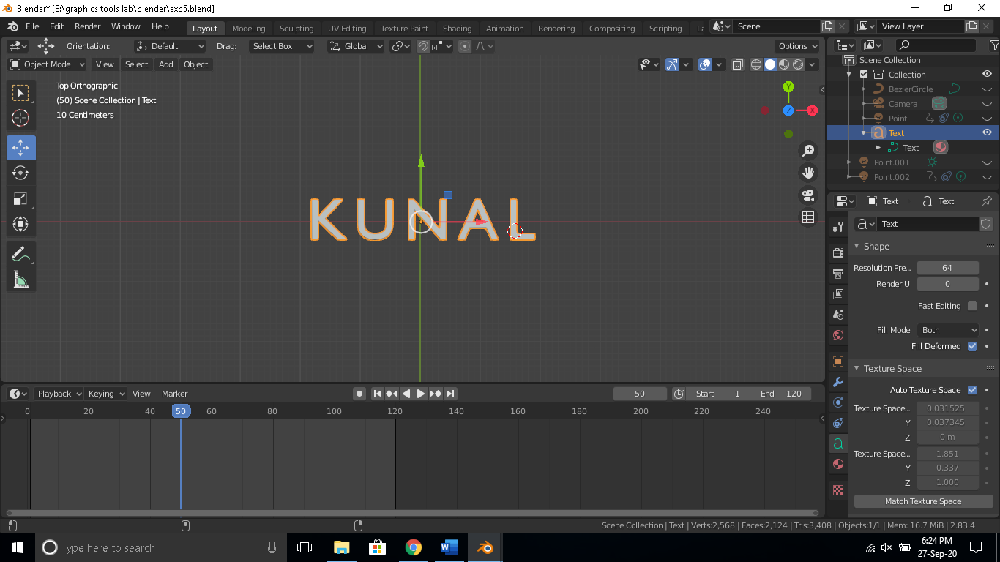 Blender* [E:\graphics tools lab\blender\exp5.blend]
File Edit Render Window Help Layout Modeling Sculpting UV Editing Texture Paint Shading Animation Rendering Compositing Scripting Scene View Layer
Orientation: Default Drag: Select Box Global Options
Object Mode View Select Add Object
Top Orthographic
(50) Scene Collection | Text
10 Centimeters
Y
Z X
KUNAL
Scene Collection
Collection
BezierCircle
Camera
Point
Text
Text
Point.001
Point.002
Text Text
Text
Shape
Resolution Pre... 64
Render U 0
Fast Editing
Fill Mode Both
Fill Deformed
Texture Space
Auto Texture Space
Texture Space... 0.031525
Y 0.037345
Z 0 m
Texture Space... 1.851
Y 0.337
Z 1.000
Match Texture Space
Playback Keying View Marker 50 Start 1 End 120
0 20 40 50 60 80 100 120 140 160 180 200 220 240
Scene Collection | Text | Verts:2,568 | Faces:2,124 | Tris:3,408 | Objects:1/1 | Mem: 16.7 MiB | 2.83.4
Type here to search
6:24 PM
27-Sep-20